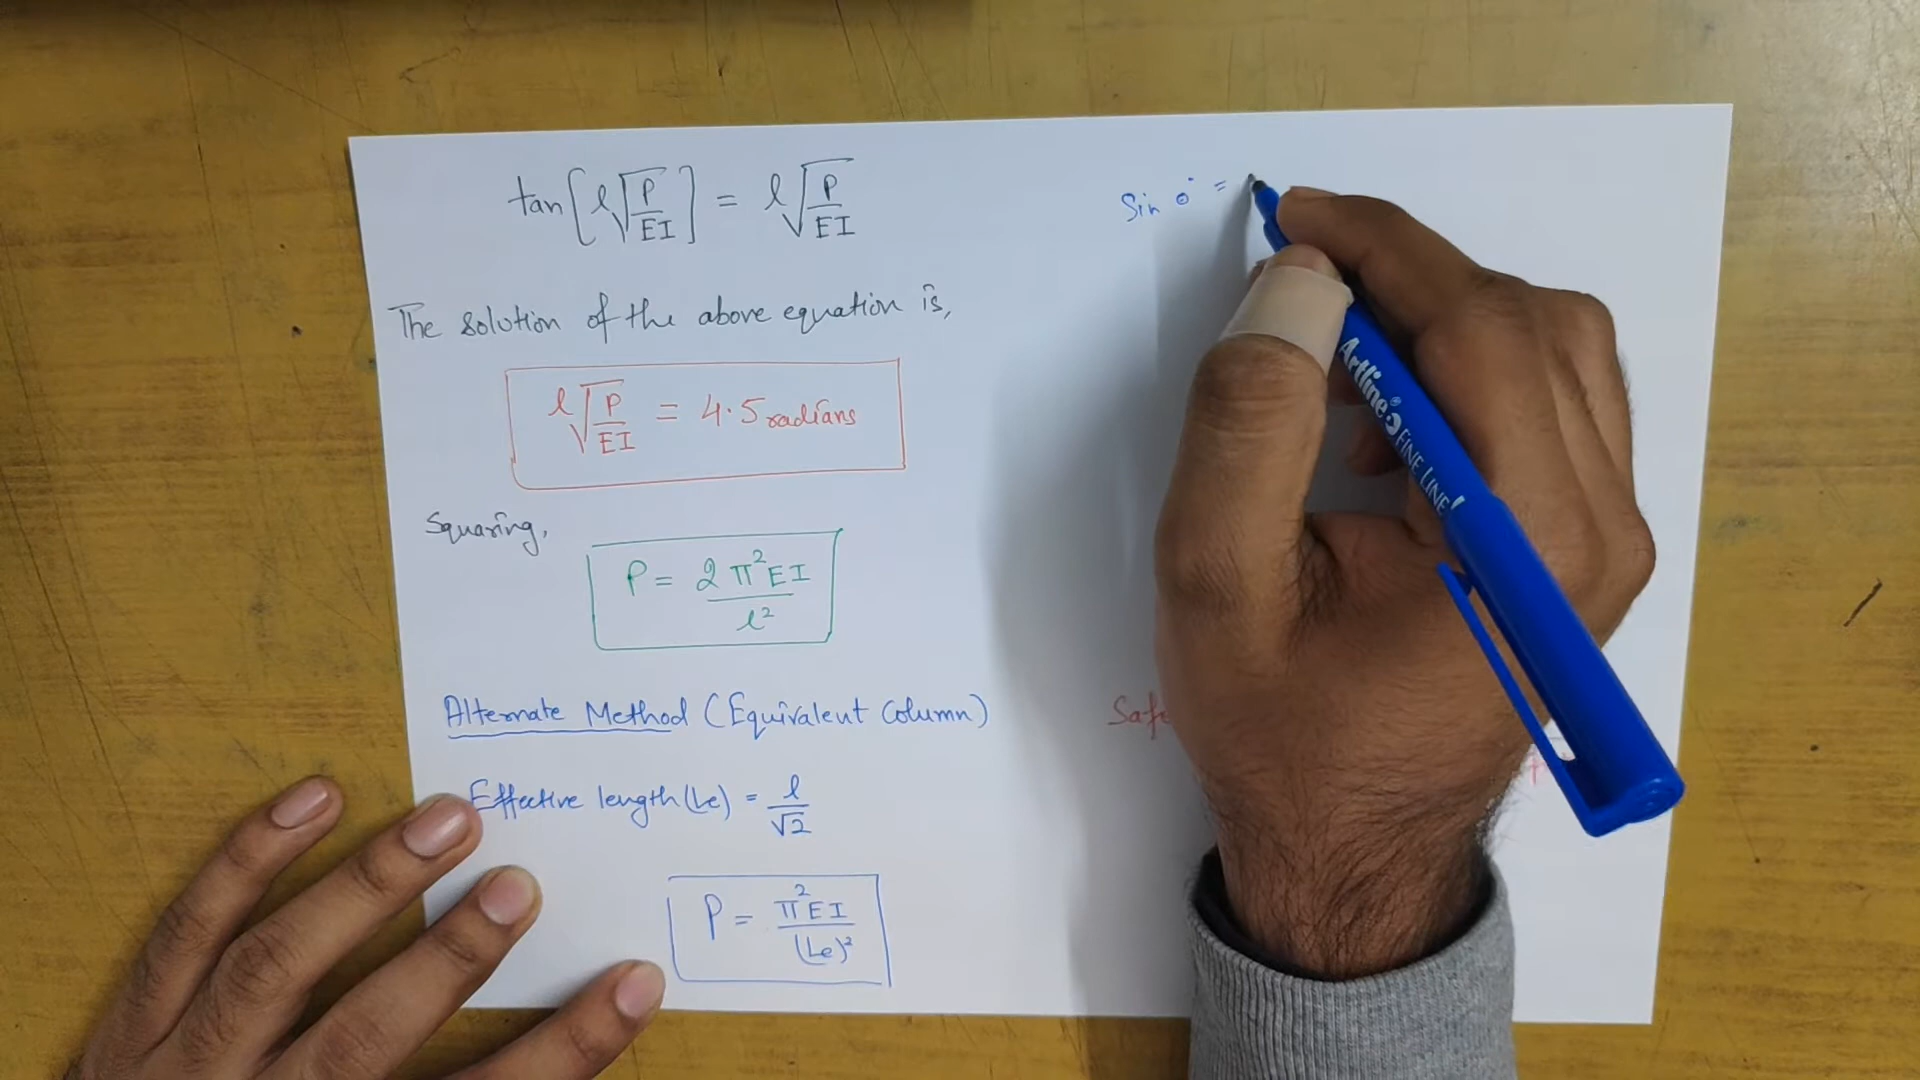 tan[l√P/EI] = l√P/EI
The solution of the above equation is,
l√P/EI = 4.5 radians
Squaring,
P = 2π²EI/l²
Alternate Method (Equivalent Column)
Effective length (Le) = l/√2
P = π²EI/(Le)²
Sin 0° =
Artline FINE LINE!